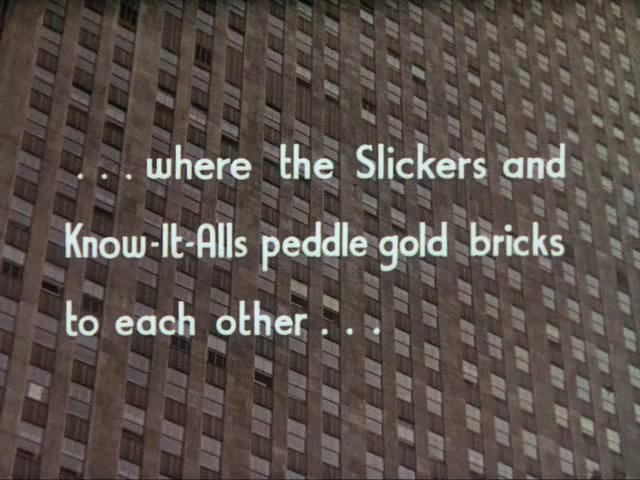 . . . where the Slickers and
Know-It-Alls peddle gold bricks
to each other . . .